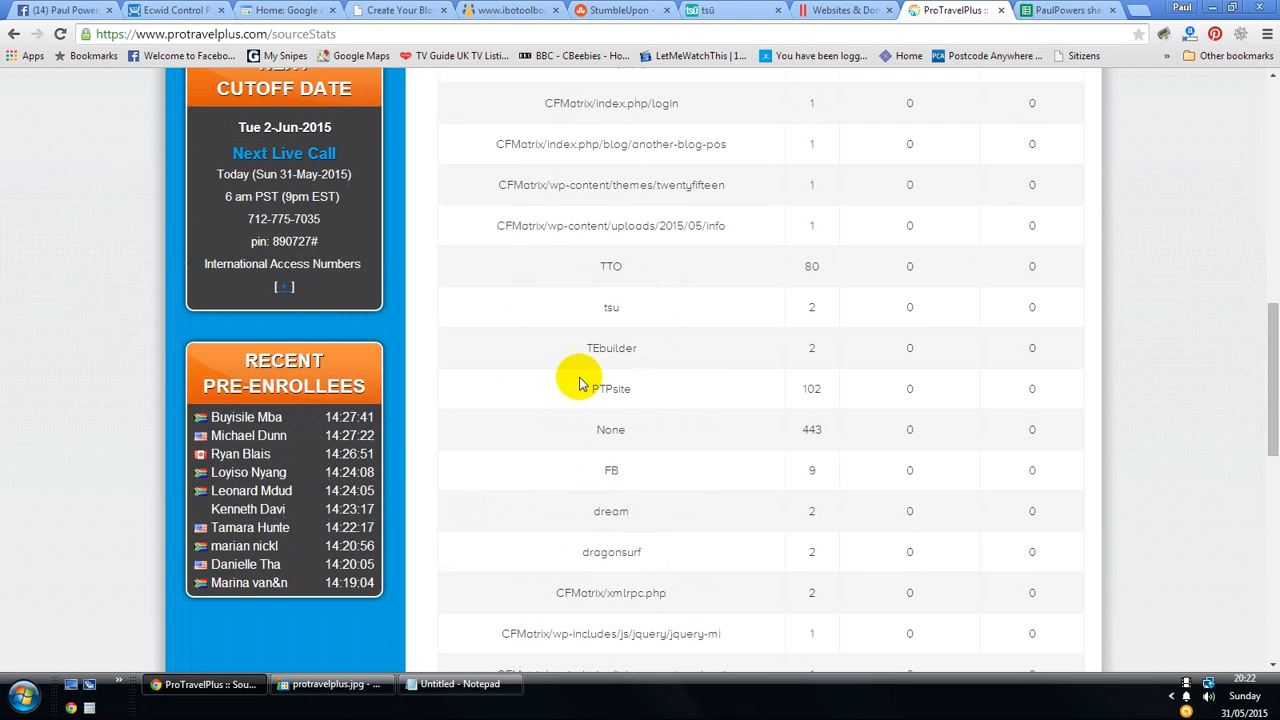 (14) Paul Power
Ecwid Control P
Home: Google A
Create Your Blo
www.ibotoolbo
StumbleUpon -
tsū
Websites & Do
ProTravelPlus ::
PaulPowers she
Paul
https://www.protravelplus.com/sourceStats
Apps
Bookmarks
Welcome to Facebo...
My Snipes
Google Maps
TV Guide UK TV Listi...
BBC - CBeebies - Ho...
LetMeWatchThis | 1...
You have been logg...
Home
Postcode Anywhere ...
Sitizens
»
Other bookmarks
CUTOFF DATE
Tue 2-Jun-2015
Next Live Call
Today (Sun 31-May-2015)
6 am PST (9pm EST)
712-775-7035
pin: 890727#
International Access Numbers
[ + ]
RECENT
PRE-ENROLLEES
Buyisile Mba 14:27:41
Michael Dunn 14:27:22
Ryan Blais 14:26:51
Loyiso Nyang 14:24:08
Leonard Mdud 14:24:05
Kenneth Davi 14:23:17
Tamara Hunte 14:22:17
marian nickl 14:20:56
Danielle Tha 14:20:05
Marina van&n 14:19:04
CFMatrix/index.php/login 1 0 0
CFMatrix/index.php/blog/another-blog-pos 1 0 0
CFMatrix/wp-content/themes/twentyfifteen 1 0 0
CFMatrix/wp-content/uploads/2015/05/info 1 0 0
TTO 80 0 0
tsu 2 0 0
TEbuilder 2 0 0
PTPsite 102 0 0
None 443 0 0
FB 9 0 0
dream 2 0 0
dragonsurf 2 0 0
CFMatrix/xmlrpc.php 2 0 0
CFMatrix/wp-includes/js/jquery/jquery-mi 1 0 0
ProTravelPlus :: Sou...
protravelplus.jpg - ...
Untitled - Notepad
20:22
Sunday
31/05/2015